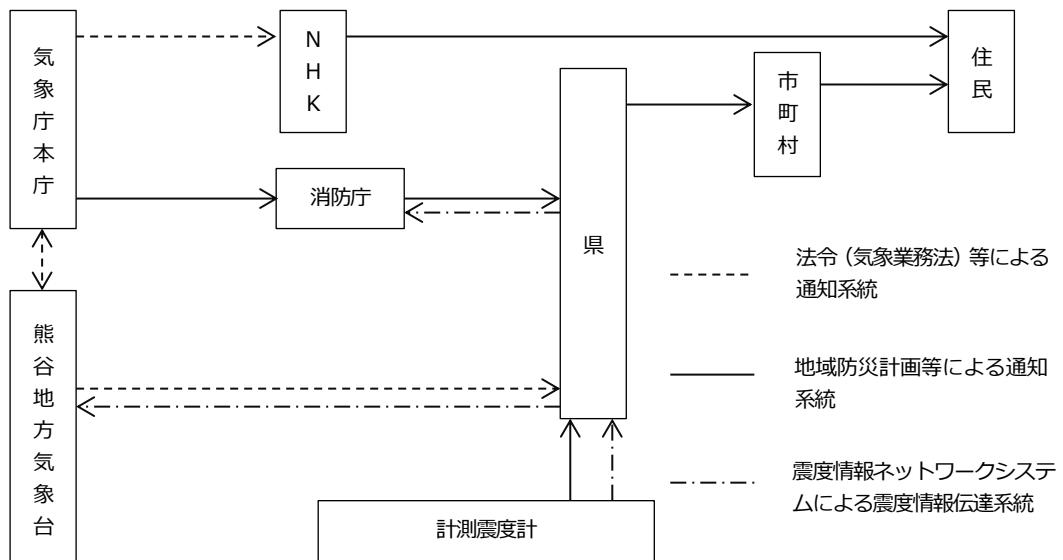 気象庁本庁
NHK
住民
市町村
消防庁
県
法令（気象業務法）等による
通知系統
熊谷地方気象台
地域防災計画等による通知
系統
震度情報ネットワークシステ
ムによる震度情報伝達系統
計測震度計